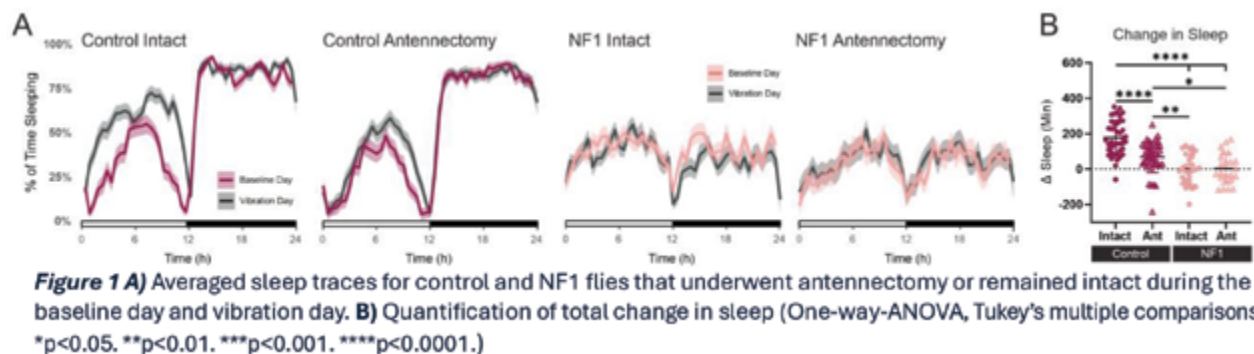 A
Control Intact
Control Antennectomy
NF1 Intact
NF1 Antennectomy
B
Change in Sleep
% of Time Sleeping
100%
75%
50%
25%
0%
Baseline Day
Vibration Day
0 6 12 18 24
Time (h)
0 6 12 18 24
Time (h)
Baseline Day
Vibration Day
0 6 12 18 24
Time (h)
0 6 12 18 24
Time (h)
Δ Sleep (Min)
600
400
200
0
-200
****
*
****
**
Intact Ant Intact Ant
Control NF1
Figure 1 A) Averaged sleep traces for control and NF1 flies that underwent antennectomy or remained intact during the
baseline day and vibration day. B) Quantification of total change in sleep (One-way-ANOVA, Tukey's multiple comparisons
*p<0.05. **p<0.01. ***p<0.001. ****p<0.0001.)